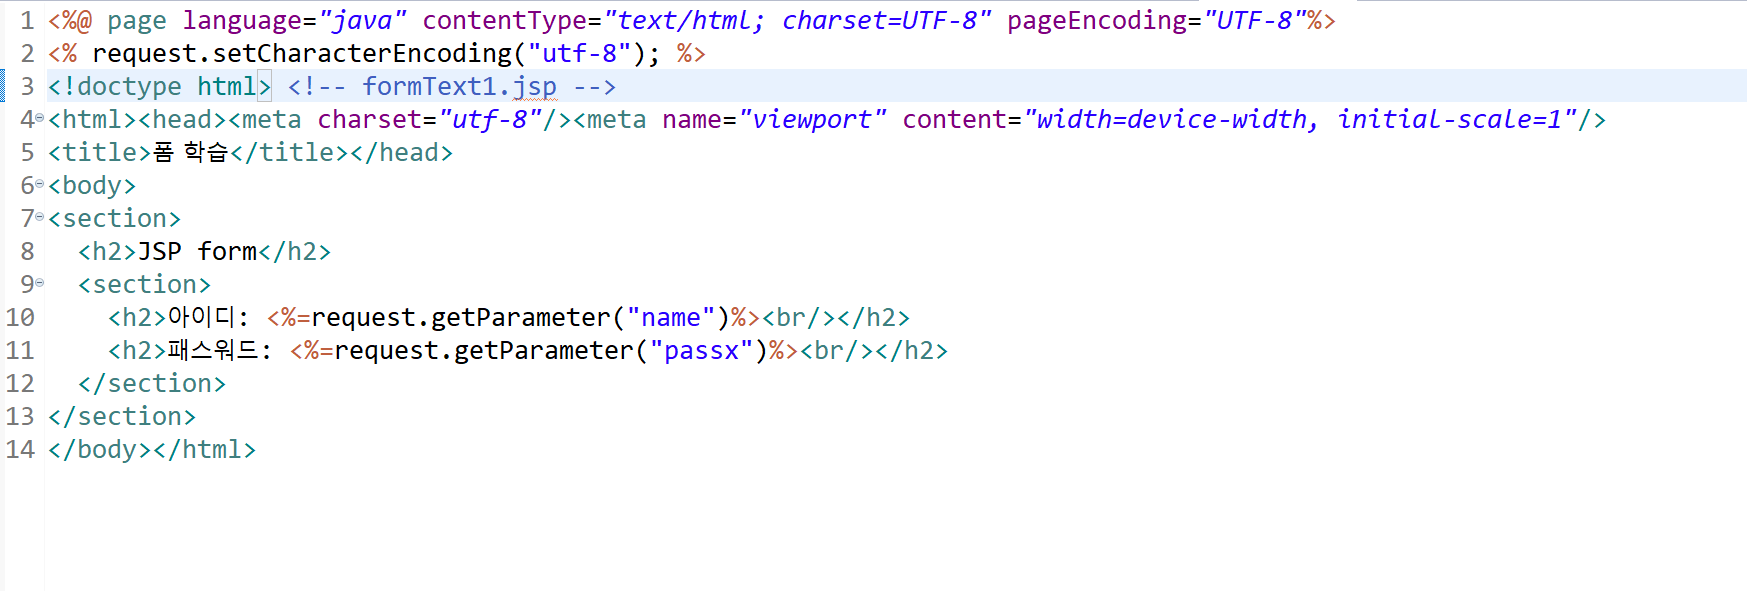 1 <%@ page language="java" contentType="text/html; charset=UTF-8" pageEncoding="UTF-8"%>
2 <% request.setCharacterEncoding("utf-8"); %>
3 <!doctype html> <!-- formText1.jsp -->
4 <html><head><meta charset="utf-8"/><meta name="viewport" content="width=device-width, initial-scale=1"/>
5 <title>폼 학습</title></head>
6 <body>
7 <section>
8   <h2>JSP form</h2>
9   <section>
10     <h2>아이디: <%=request.getParameter("name")%><br/></h2>
11     <h2>패스워드: <%=request.getParameter("passx")%><br/></h2>
12   </section>
13 </section>
14 </body></html>